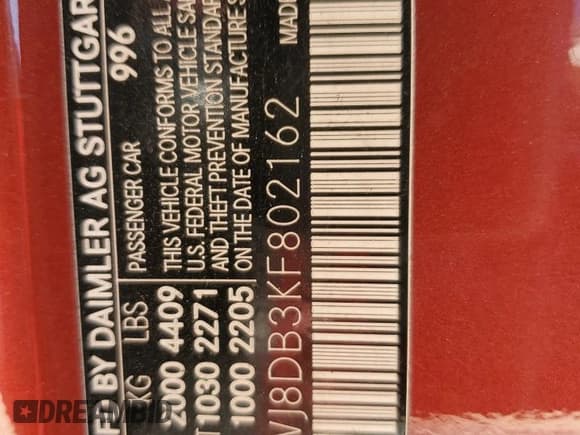 BY DAIMLER AG STUTTGAR
996
KG LBS PASSENGER CAR
2000 4409 THIS VEHICLE CONFORMS TO ALL
U.S. FEDERAL MOTOR VEHICLE SA
1030 2271 AND THEFT PREVENTION STANDAR
1000 2205 ON THE DATE OF MANUFACTURE S
MADE
J8DB3KF802162
DREAMBID